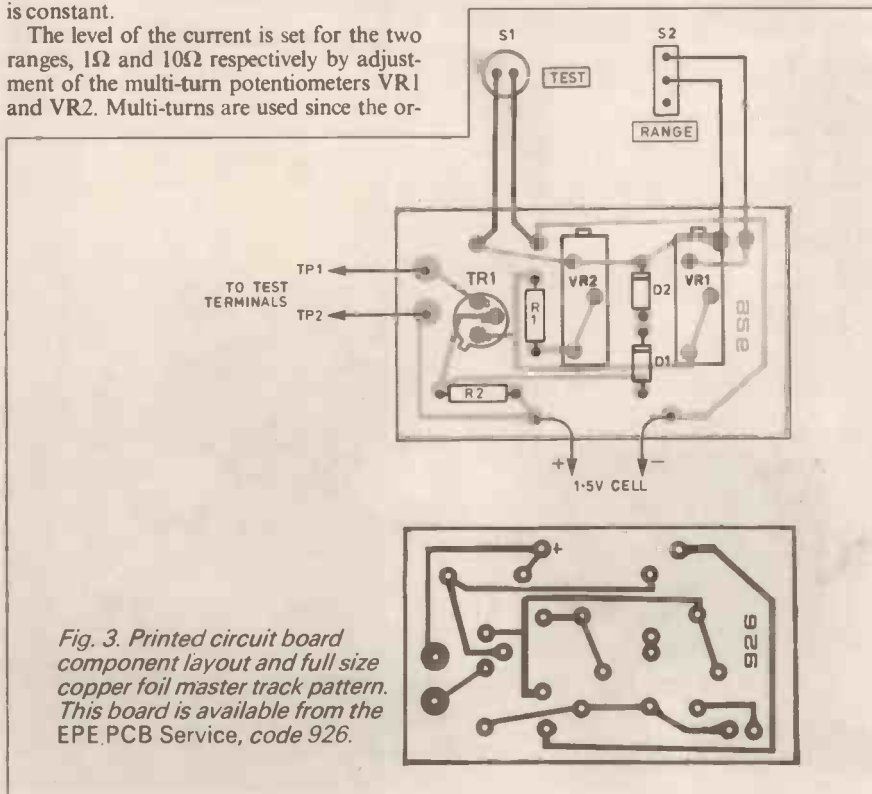 is constant.
The level of the current is set for the two
ranges, 1Ω and 10Ω respectively by adjust-
ment of the multi-turn potentiometers VR1
and VR2. Multi-turns are used since the or-
S1
S2
TEST
RANGE
TP1
TO TEST
TERMINALS
TP2
TR1
R
1
VR2
D2
VR1
D1
R2
926
+
−
1·5V CELL
+
926
Fig. 3. Printed circuit board
component layout and full size
copper foil master track pattern.
This board is available from the
EPE PCB Service, code 926.